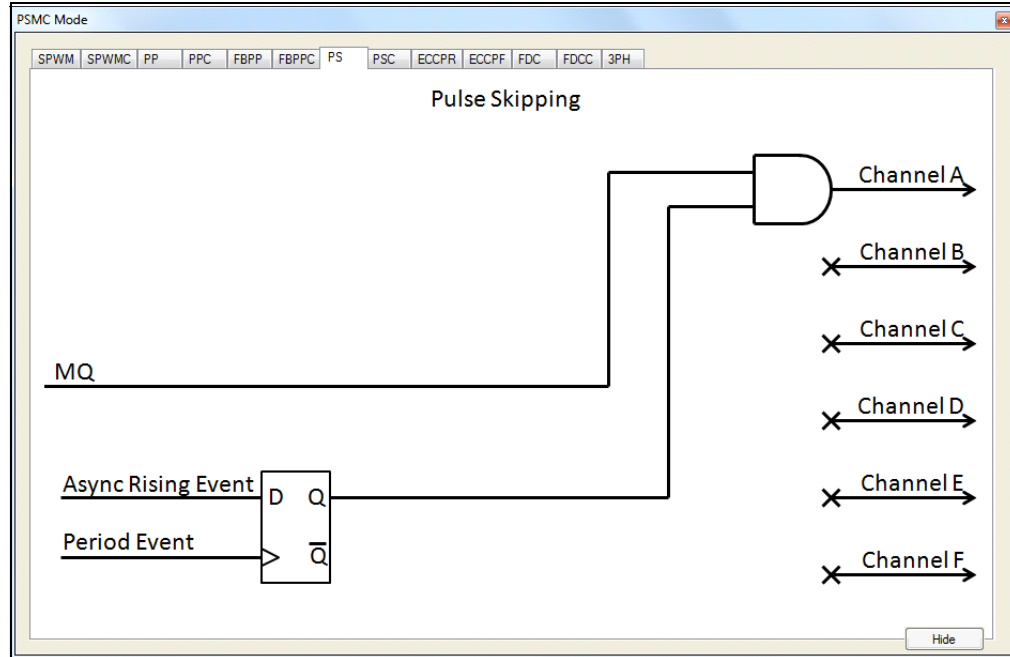 PSMC Mode
SPWM SPWMC PP PPC FBPP FBPPC PS PSC ECCPR ECCPF FDC FDCC 3PH
Pulse Skipping
Channel A
Channel B
Channel C
MQ
Channel D
Async Rising Event
D Q
Channel E
Period Event
Q̅
Channel F
Hide